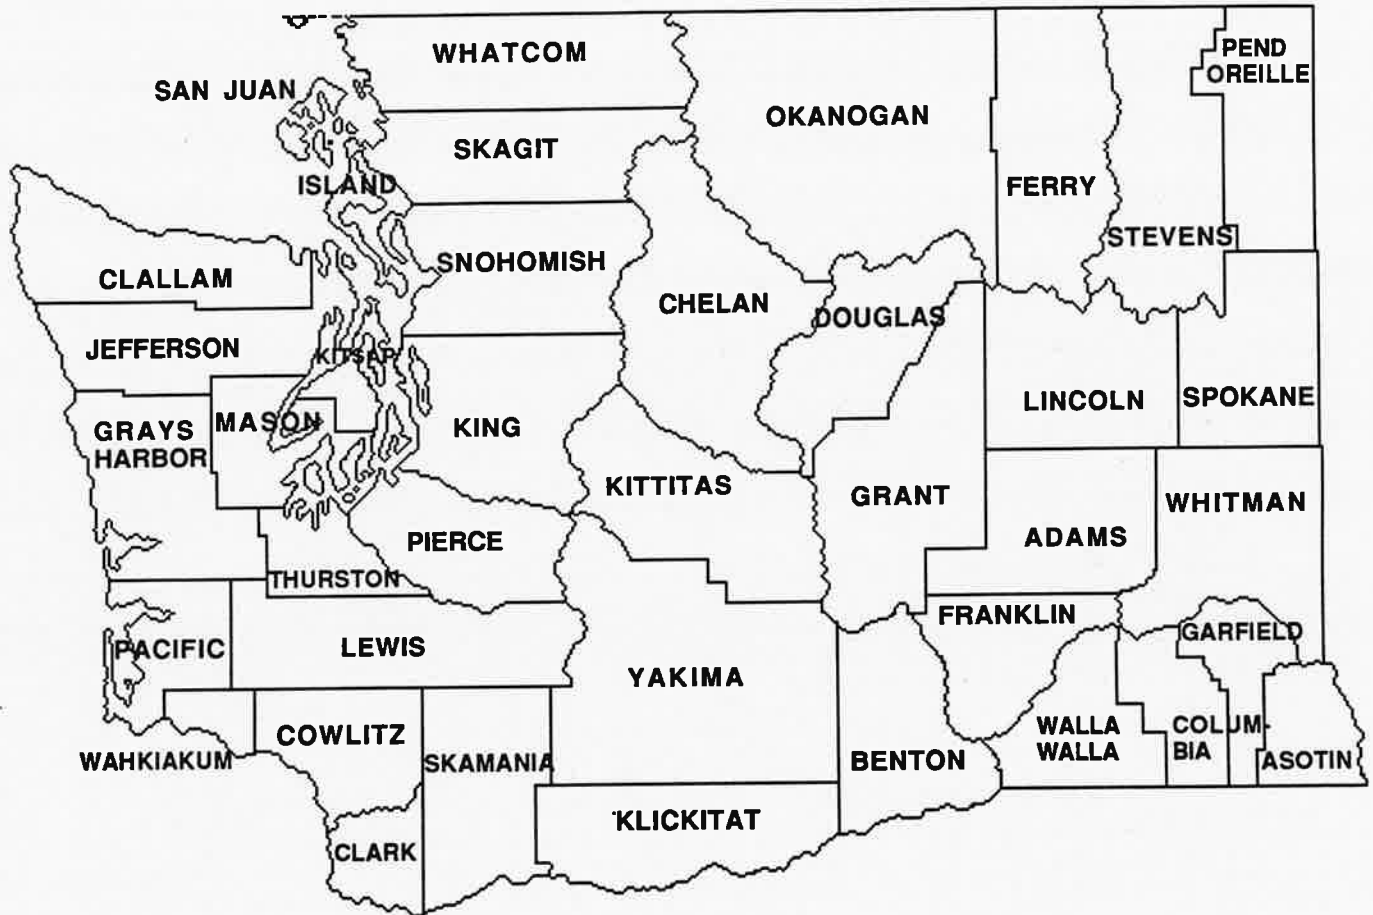 WHATCOM
PEND
OREILLE
SAN JUAN
OKANOGAN
SKAGIT
ISLAND
FERRY
STEVENS
SNOHOMISH
CLALLAM
CHELAN
DOUGLAS
JEFFERSON
KITSAP
LINCOLN
SPOKANE
MASON
GRAYS
HARBOR
KING
KITTITAS
GRANT
WHITMAN
PIERCE
ADAMS
THURSTON
FRANKLIN
GARFIELD
PACIFIC
LEWIS
YAKIMA
WALLA
WALLA
COLUM-
BIA
COWLITZ
WAHKIAKUM
SKAMANIA
BENTON
ASOTIN
KLICKITAT
CLARK